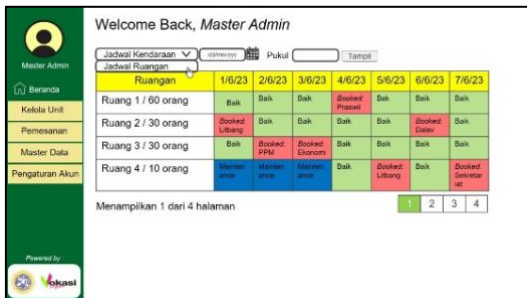 Welcome Back, Master Admin
Master Admin
Beranda
Kelola Unit
Pemesanan
Master Data
Pengaturan Akun
Powered by
Vokasi
Jadwal Kendaraan dd/mm/yyyy Pukul Tampil
Jadwal Ruangan
Ruangan 1/6/23 2/6/23 3/6/23 4/6/23 5/6/23 6/6/23 7/6/23
Ruang 1 / 60 orang Baik Baik Baik Booked: Praswil Baik Baik Baik
Ruang 2 / 30 orang Booked: Litbang Baik Baik Baik Baik Booked: Dalev Baik
Ruang 3 / 30 orang Baik Booked: PPM Booked: Ekonomi Baik Baik Baik Baik
Ruang 4 / 10 orang Mainten ance Mainten ance Mainten ance Baik Booked: Litbang Baik Booked: Sekretar iat
Menampilkan 1 dari 4 halaman
1 2 3 4